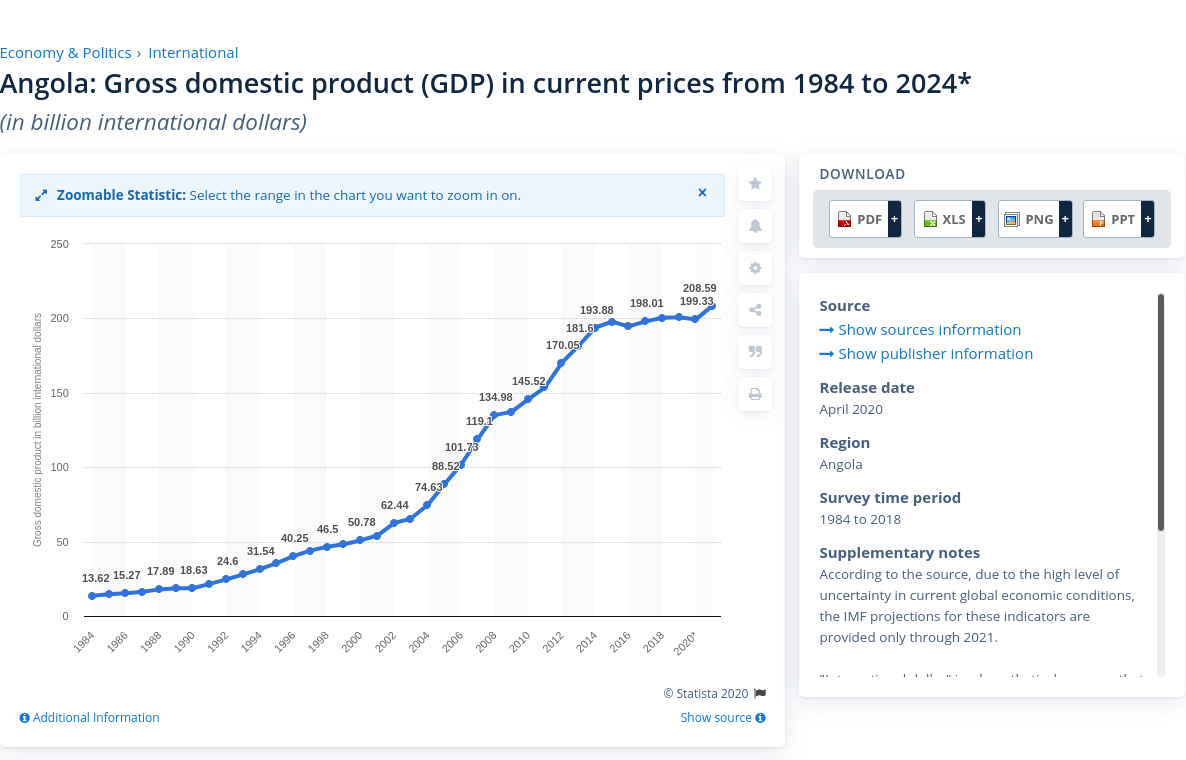 Economy & Politics › International
Angola: Gross domestic product (GDP) in current prices from 1984 to 2024*
(in billion international dollars)
Zoomable Statistic: Select the range in the chart you want to zoom in on.
×
Gross domestic product in billion international dollars
250
200
150
100
50
0
13.62
15.27
17.89
18.63
24.6
31.54
40.25
46.5
50.78
62.44
74.63
88.52
101.73
119.1
134.98
145.52
170.05
181.6
193.88
198.01
199.33
208.59
1984
1986
1988
1990
1992
1994
1996
1998
2000
2002
2004
2006
2008
2010
2012
2014
2016
2018
2020*
© Statista 2020
Additional Information
Show source
DOWNLOAD
PDF +
XLS +
PNG +
PPT +
Source
Show sources information
Show publisher information
Release date
April 2020
Region
Angola
Survey time period
1984 to 2018
Supplementary notes
According to the source, due to the high level of
uncertainty in current global economic conditions,
the IMF projections for these indicators are
provided only through 2021.